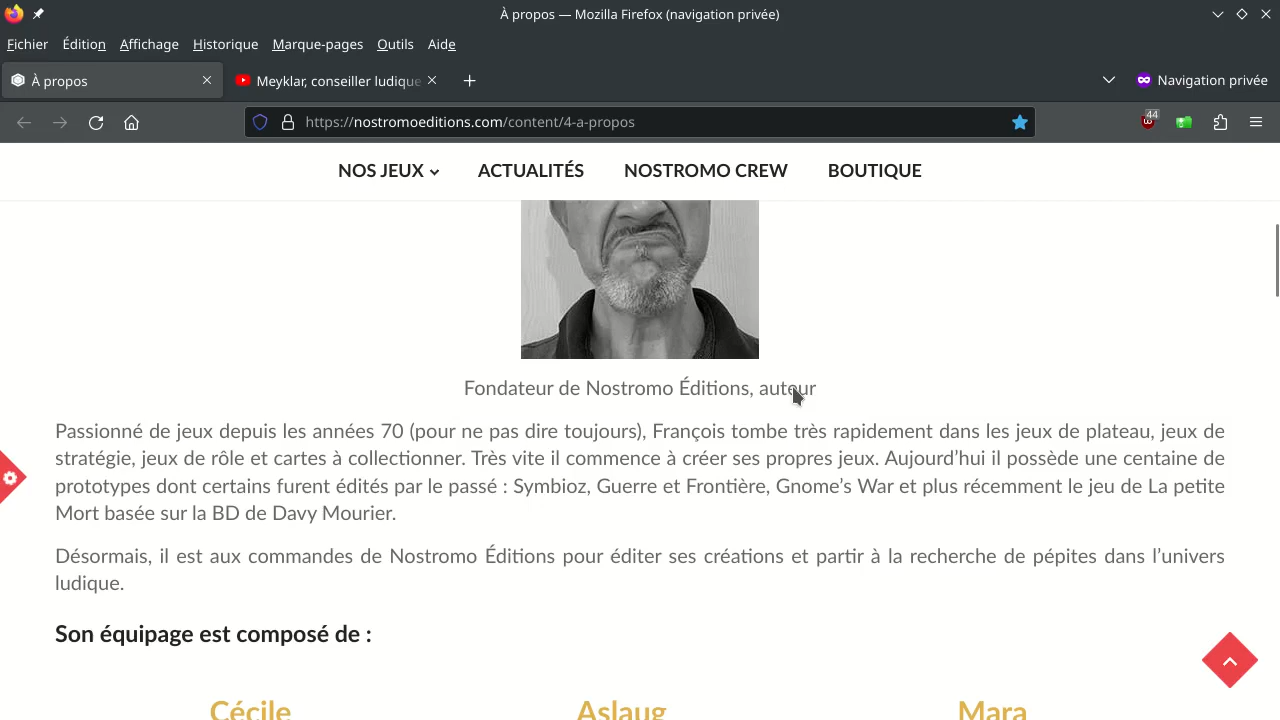 À propos — Mozilla Firefox (navigation privée)
Fichier Édition Affichage Historique Marque-pages Outils Aide
À propos Meyklar, conseiller ludique Navigation privée
https://nostromoeditions.com/content/4-a-propos 44
NOS JEUX ACTUALITÉS NOSTROMO CREW BOUTIQUE
Fondateur de Nostromo Éditions, auteur
Passionné de jeux depuis les années 70 (pour ne pas dire toujours), François tombe très rapidement dans les jeux de plateau, jeux de
stratégie, jeux de rôle et cartes à collectionner. Très vite il commence à créer ses propres jeux. Aujourd’hui il possède une centaine de
prototypes dont certains furent édités par le passé : Symbioz, Guerre et Frontière, Gnome’s War et plus récemment le jeu de La petite
Mort basée sur la BD de Davy Mourier.
Désormais, il est aux commandes de Nostromo Éditions pour éditer ses créations et partir à la recherche de pépites dans l’univers
ludique.
Son équipage est composé de :
Cécile Aslaug Mara